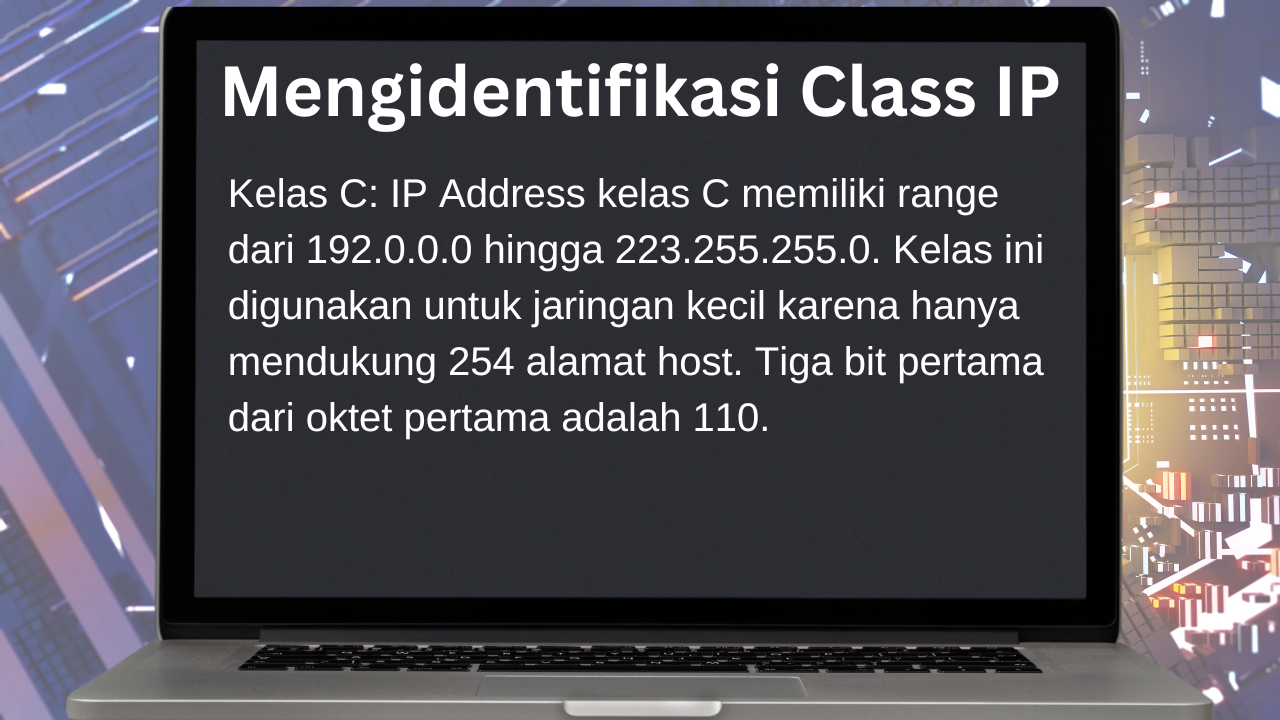 Mengidentifikasi Class IP
Kelas C: IP Address kelas C memiliki range
dari 192.0.0.0 hingga 223.255.255.0. Kelas ini
digunakan untuk jaringan kecil karena hanya
mendukung 254 alamat host. Tiga bit pertama
dari oktet pertama adalah 110.